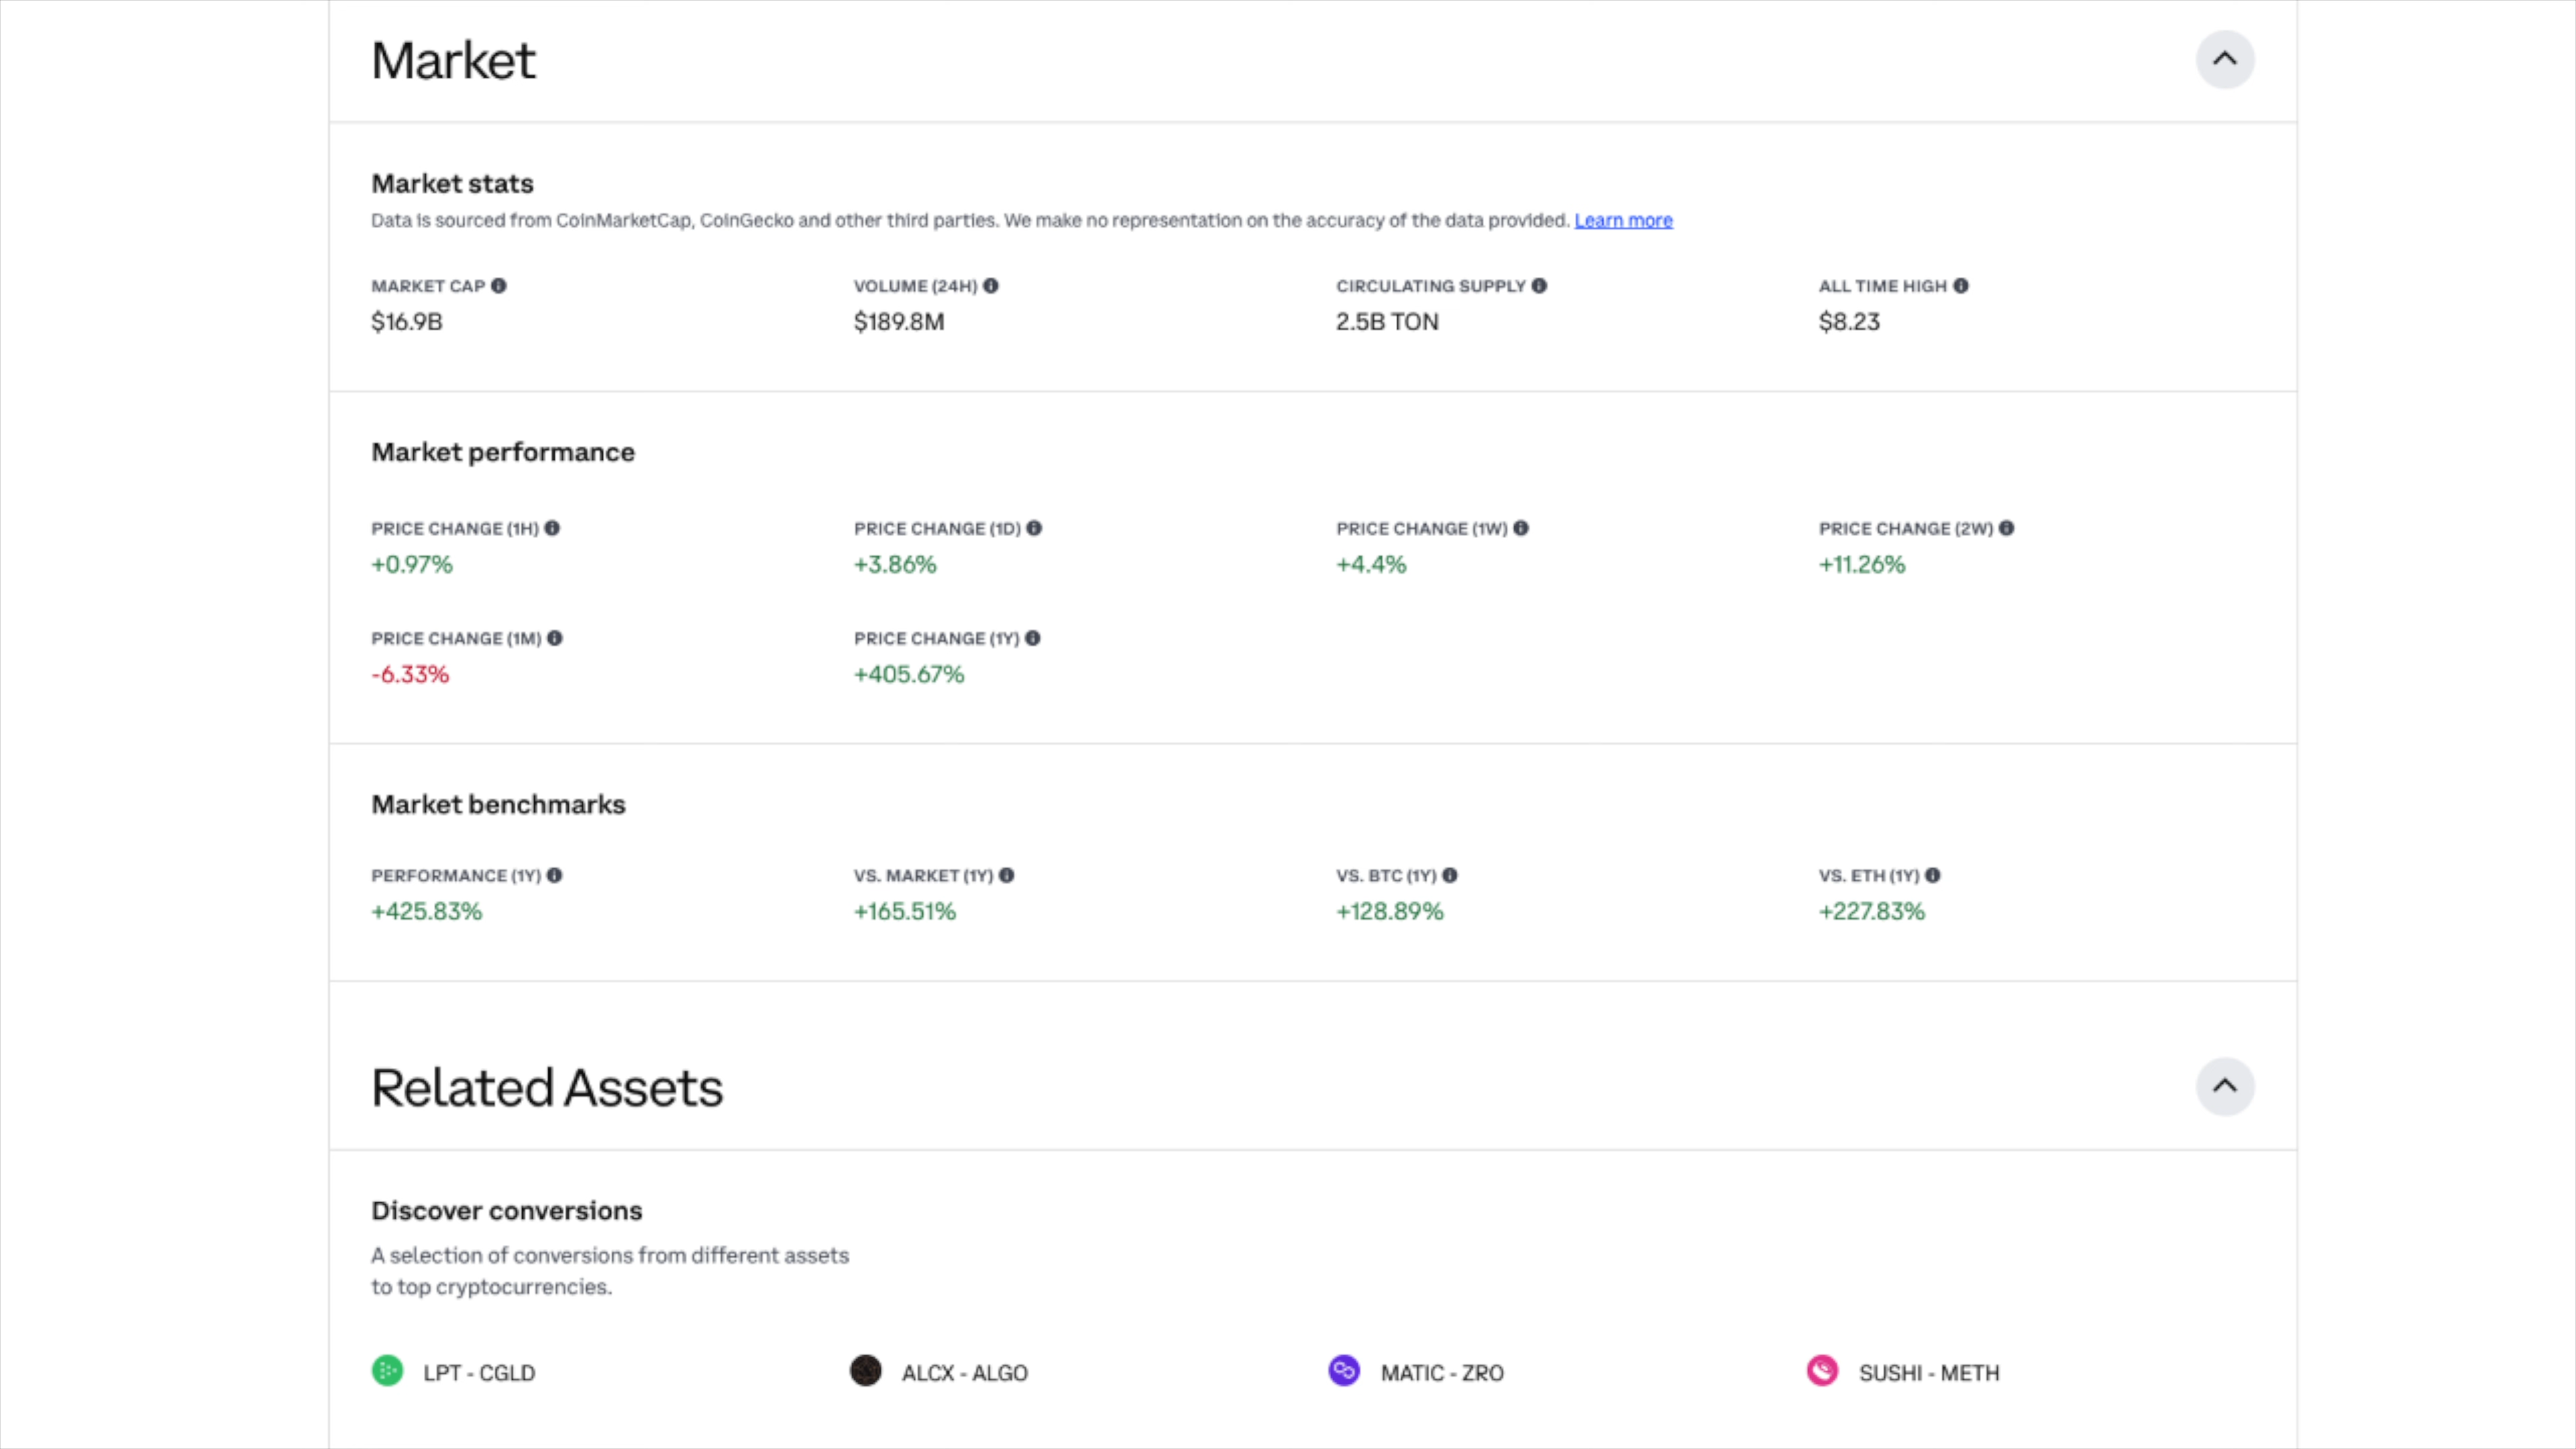 Market
Market stats
Data is sourced from CoinMarketCap, CoinGecko and other third parties. We make no representation on the accuracy of the data provided. Learn more
MARKET CAP VOLUME (24H) CIRCULATING SUPPLY ALL TIME HIGH
$16.9B $189.8M 2.5B TON $8.23
Market performance
PRICE CHANGE (1H) PRICE CHANGE (1D) PRICE CHANGE (1W) PRICE CHANGE (2W)
+0.97% +3.86% +4.4% +11.26%
PRICE CHANGE (1M) PRICE CHANGE (1Y)
-6.33% +405.67%
Market benchmarks
PERFORMANCE (1Y) VS. MARKET (1Y) VS. BTC (1Y) VS. ETH (1Y)
+425.83% +165.51% +128.89% +227.83%
Related Assets
Discover conversions
A selection of conversions from different assets
to top cryptocurrencies.
LPT - CGLD ALCX - ALGO MATIC - ZRO SUSHI - METH